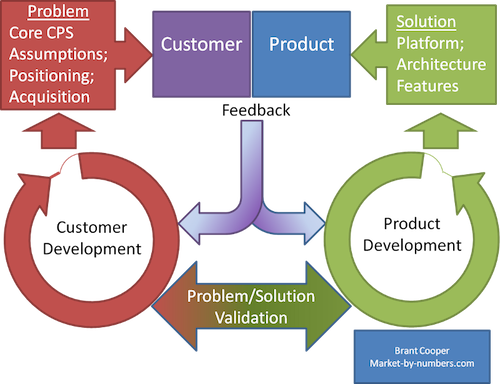 Problem
Core CPS
Assumptions;
Positioning;
Acquisition
Customer
Product
Solution
Platform;
Architecture
Features
Feedback
Customer
Development
Product
Development
Problem/Solution
Validation
Brant Cooper
Market-by-numbers.com